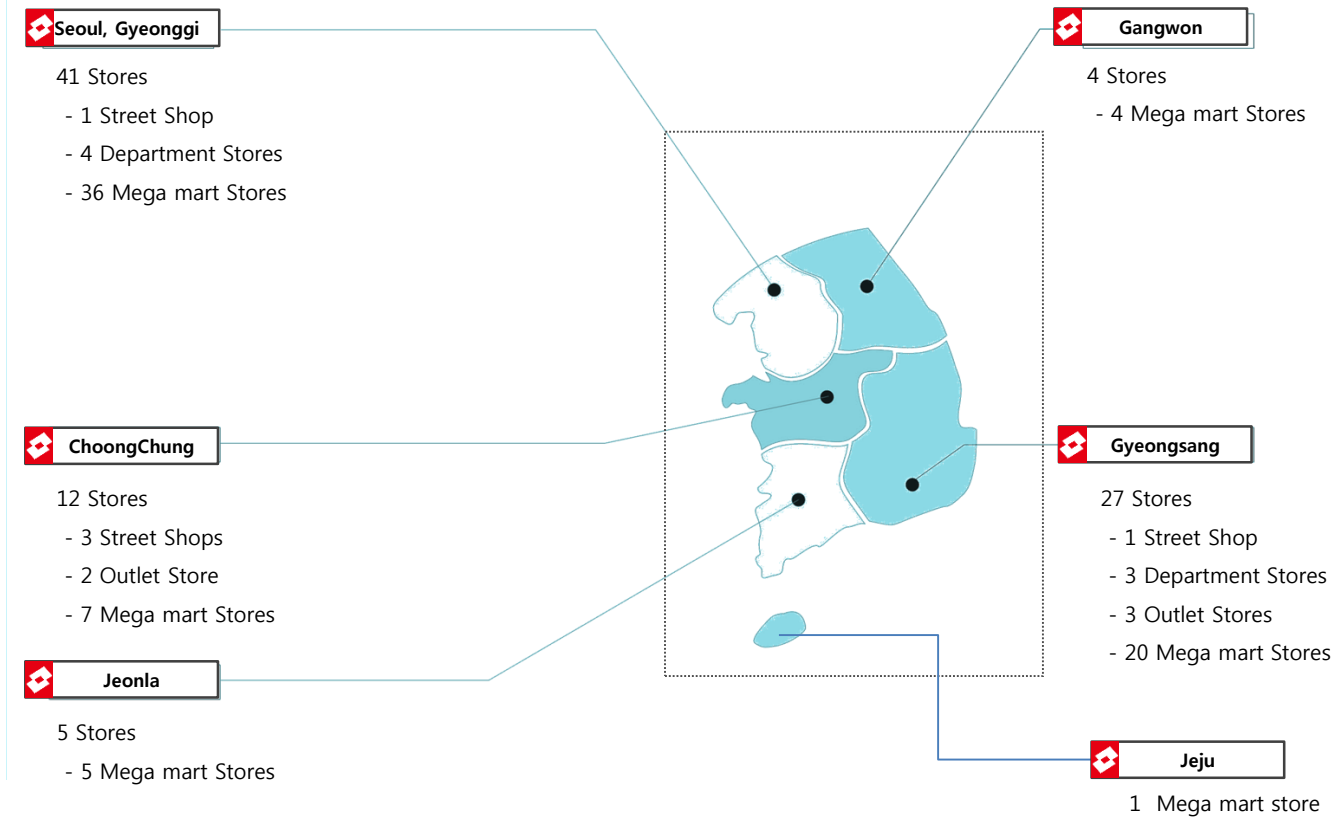 Seoul, Gyeonggi
41 Stores
- 1 Street Shop
- 4 Department Stores
- 36 Mega mart Stores
Gangwon
4 Stores
- 4 Mega mart Stores
ChoongChung
12 Stores
- 3 Street Shops
- 2 Outlet Store
- 7 Mega mart Stores
Gyeongsang
27 Stores
- 1 Street Shop
- 3 Department Stores
- 3 Outlet Stores
- 20 Mega mart Stores
Jeonla
5 Stores
- 5 Mega mart Stores
Jeju
1 Mega mart store